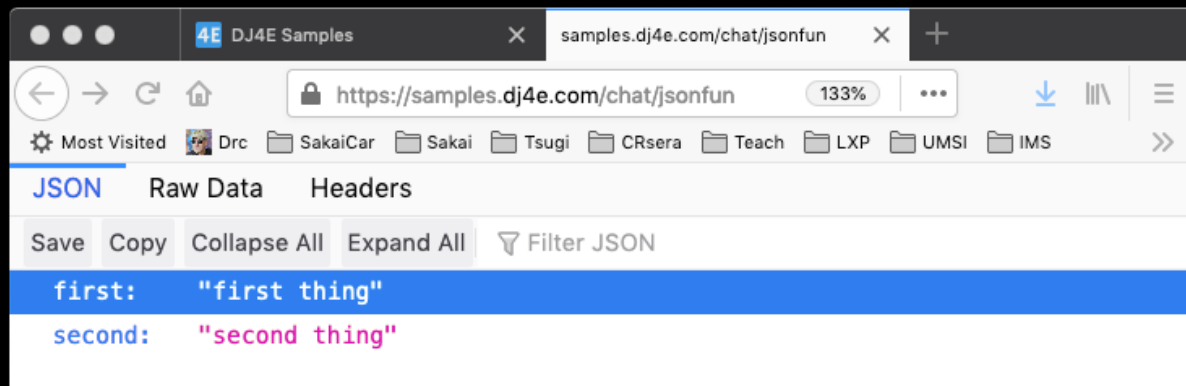 4E DJ4E Samples samples.dj4e.com/chat/jsonfun
https://samples.dj4e.com/chat/jsonfun 133%
Most Visited Drc SakaiCar Sakai Tsugi CRsera Teach LXP UMSI IMS
JSON Raw Data Headers
Save Copy Collapse All Expand All Filter JSON
first: "first thing"
second: "second thing"